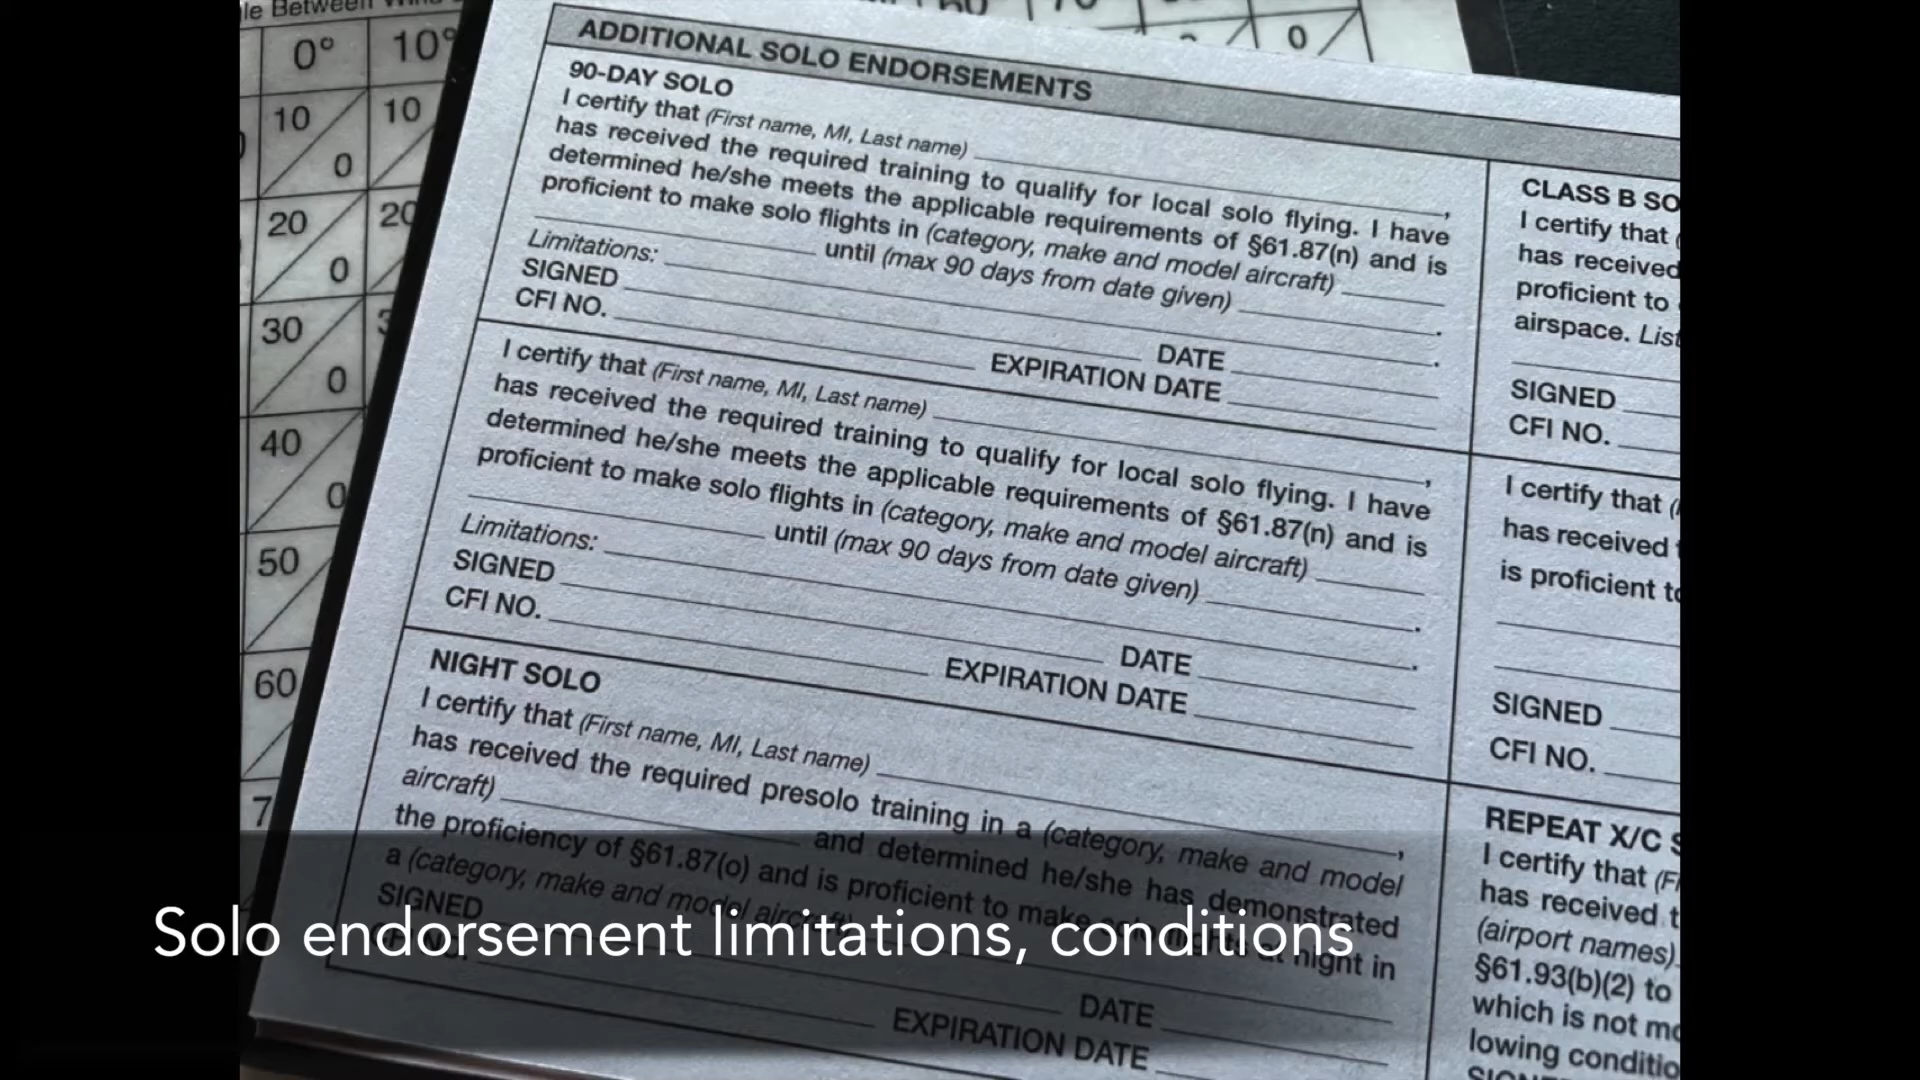 le Between
0° 10°
10 10
0
20 20
0
30
0
40
0
50
60
7
0
ADDITIONAL SOLO ENDORSEMENTS
90-DAY SOLO
I certify that (First name, MI, Last name) ,
has received the required training to qualify for local solo flying. I have
determined he/she meets the applicable requirements of §61.87(n) and is
proficient to make solo flights in (category, make and model aircraft)
until (max 90 days from date given) .
Limitations: .
SIGNED DATE
CFI NO. EXPIRATION DATE
I certify that (First name, MI, Last name) ,
has received the required training to qualify for local solo flying. I have
determined he/she meets the applicable requirements of §61.87(n) and is
proficient to make solo flights in (category, make and model aircraft)
until (max 90 days from date given) .
Limitations: .
SIGNED DATE
CFI NO. EXPIRATION DATE
NIGHT SOLO
I certify that (First name, MI, Last name) ,
has received the required presolo training in a (category, make and model
aircraft) and determined he/she has demonstrated
the proficiency of §61.87(o) and is proficient to make solo flights at night in
a (category, make and model aircraft)
SIGNED DATE
EXPIRATION DATE
CLASS B SO
I certify that (
has received
proficient to
airspace. List
SIGNED
CFI NO.
I certify that (
has received
is proficient to
SIGNED
CFI NO.
REPEAT X/C S
I certify that (Fi
has received t
(airport names).
§61.93(b)(2) to
which is not mo
lowing conditio
Solo endorsement limitations, conditions